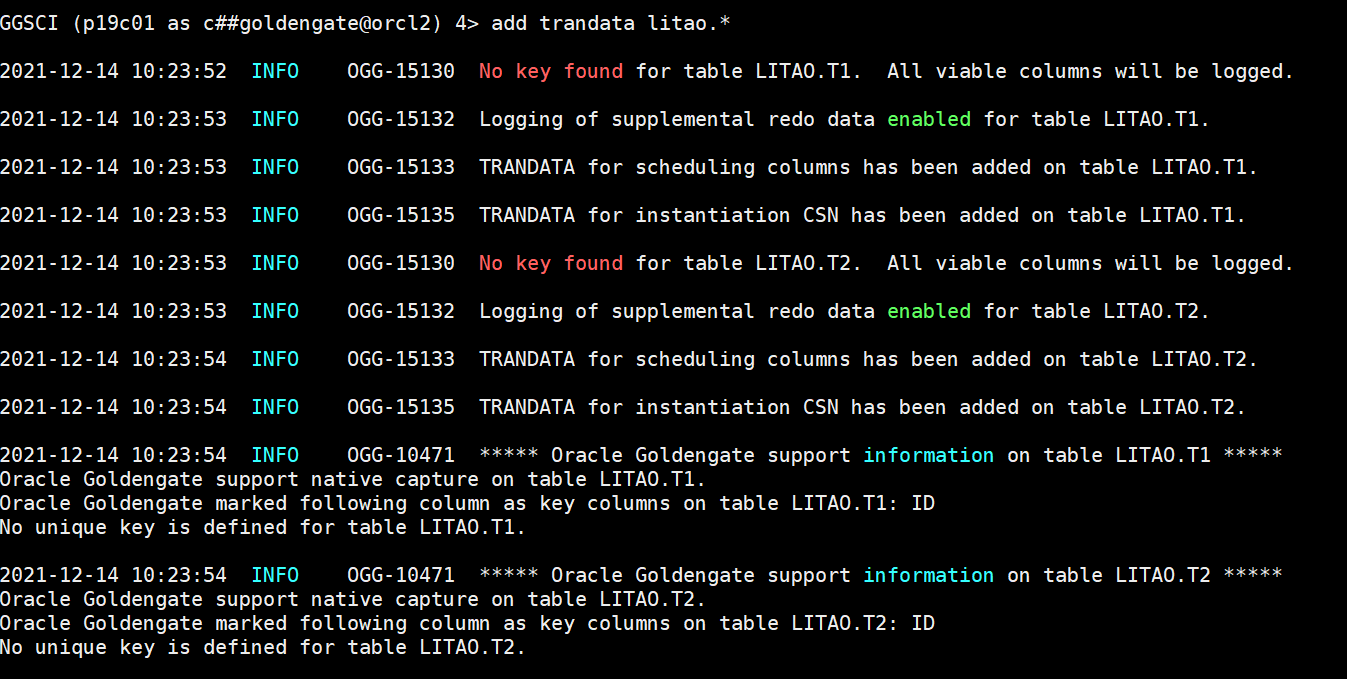 GGSCI (p19c01 as c##goldengate@orcl2) 4> add trandata litao.*
2021-12-14 10:23:52  INFO    OGG-15130  No key found for table LITAO.T1.  All viable columns will be logged.
2021-12-14 10:23:53  INFO    OGG-15132  Logging of supplemental redo data enabled for table LITAO.T1.
2021-12-14 10:23:53  INFO    OGG-15133  TRANDATA for scheduling columns has been added on table LITAO.T1.
2021-12-14 10:23:53  INFO    OGG-15135  TRANDATA for instantiation CSN has been added on table LITAO.T1.
2021-12-14 10:23:53  INFO    OGG-15130  No key found for table LITAO.T2.  All viable columns will be logged.
2021-12-14 10:23:53  INFO    OGG-15132  Logging of supplemental redo data enabled for table LITAO.T2.
2021-12-14 10:23:54  INFO    OGG-15133  TRANDATA for scheduling columns has been added on table LITAO.T2.
2021-12-14 10:23:54  INFO    OGG-15135  TRANDATA for instantiation CSN has been added on table LITAO.T2.
2021-12-14 10:23:54  INFO    OGG-10471  ***** Oracle Goldengate support information on table LITAO.T1 *****
Oracle Goldengate support native capture on table LITAO.T1.
Oracle Goldengate marked following column as key columns on table LITAO.T1: ID
No unique key is defined for table LITAO.T1.
2021-12-14 10:23:54  INFO    OGG-10471  ***** Oracle Goldengate support information on table LITAO.T2 *****
Oracle Goldengate support native capture on table LITAO.T2.
Oracle Goldengate marked following column as key columns on table LITAO.T2: ID
No unique key is defined for table LITAO.T2.